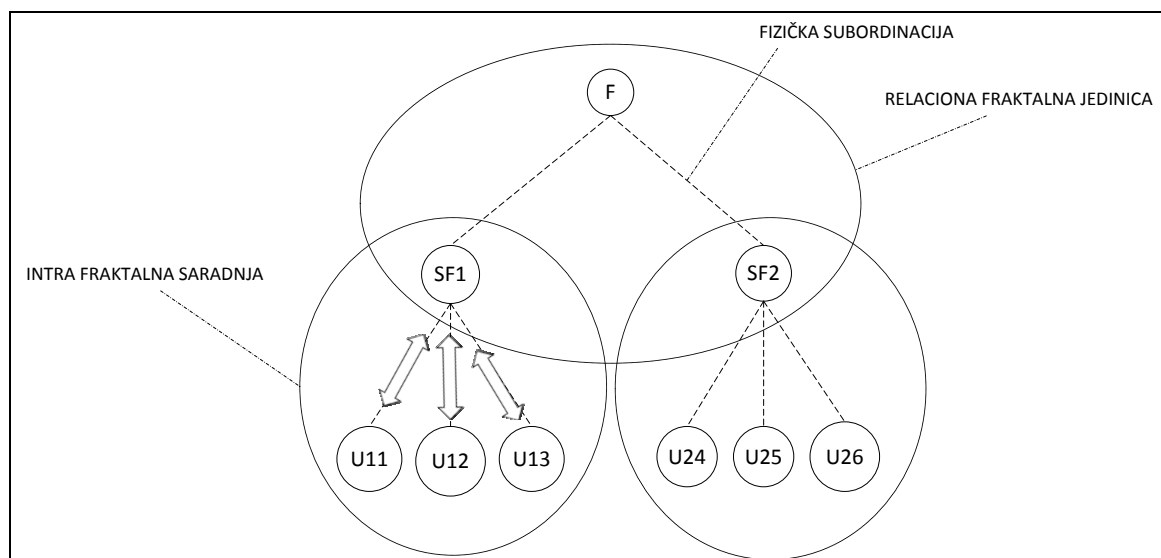 FIZIČKA SUBORDINACIJA
F
RELACIONA FRAKTALNA JEDINICA
INTRA FRAKTALNA SARADNJA
SF1
SF2
U11
U12
U13
U24
U25
U26